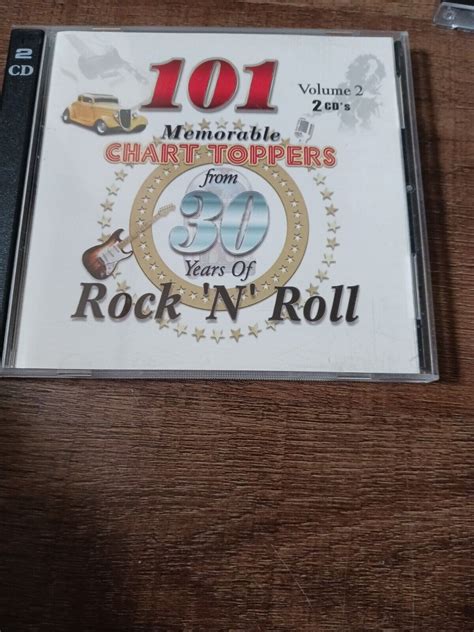 2
CD
101
Volume 2
2 CD's
Memorable
CHART TOPPERS
from
30
Years Of
Rock 'N' Roll